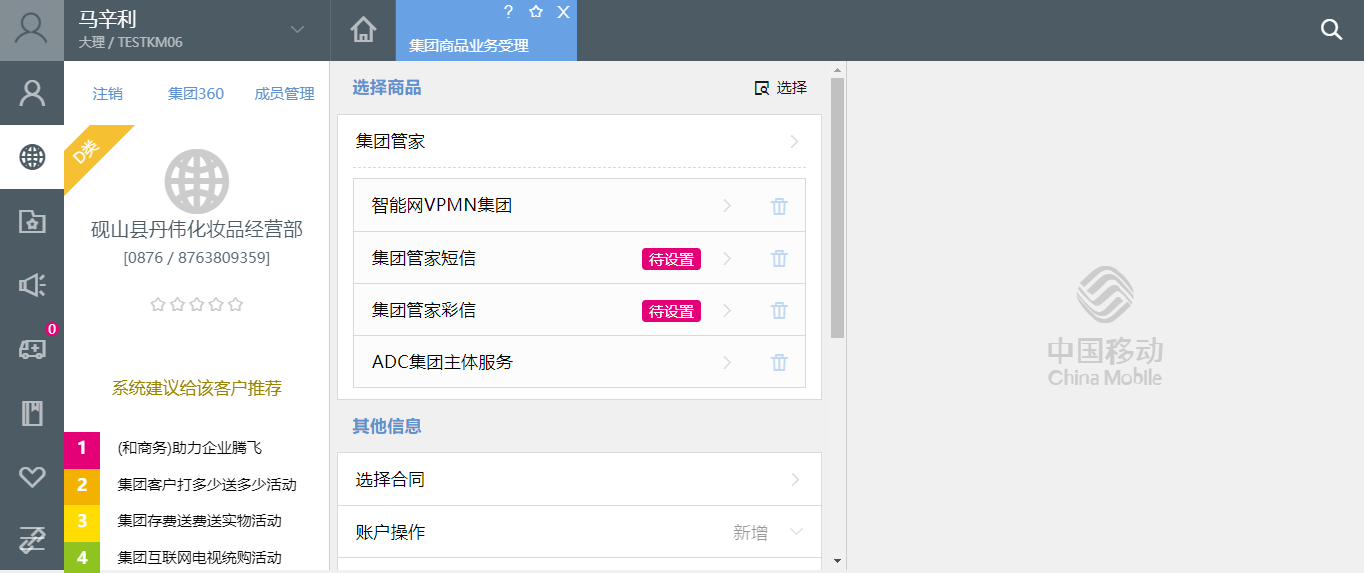 马辛利
大理 / TESTKM06
? X
集团商品业务受理
注销 集团360 成员管理
D类
砚山县丹伟化妆品经营部
[0876 / 8763809359]
0
系统建议给该客户推荐
1 (和商务)助力企业腾飞
2 集团客户打多少送多少活动
3 集团存费送费送实物活动
4 集团互联网电视统购活动
选择商品 选择
集团管家
智能网VPMN集团
集团管家短信 待设置
集团管家彩信 待设置
ADC集团主体服务
其他信息
选择合同
账户操作 新增
中国移动
China Mobile